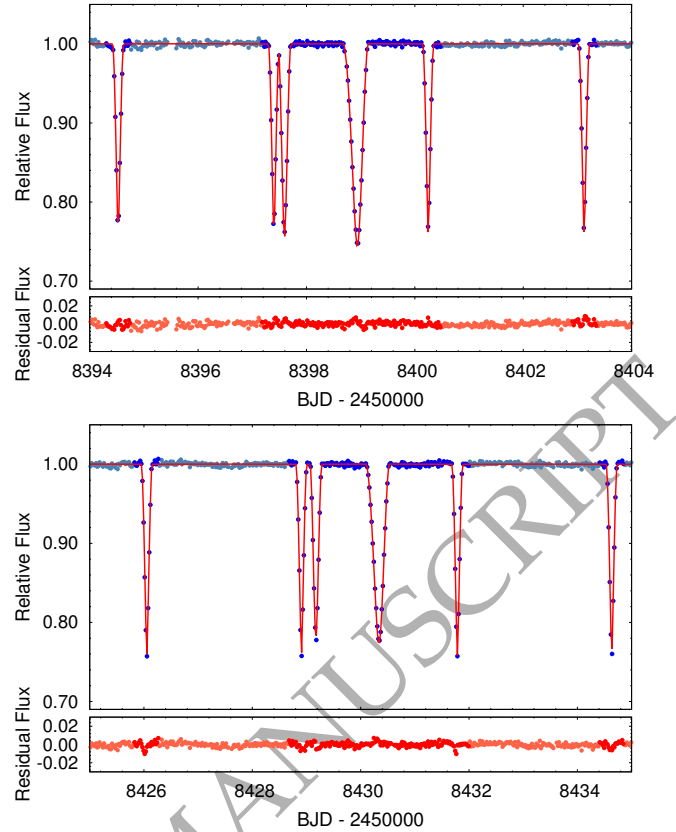 1.00
0.90
0.80
0.70
Relative Flux
0.02
0.00
-0.02
Residual Flux
8394 8396 8398 8400 8402 8404
BJD - 2450000
1.00
0.90
0.80
0.70
Relative Flux
0.02
0.00
-0.02
Residual Flux
8426 8428 8430 8432 8434
BJD - 2450000
MANUSCRIPT